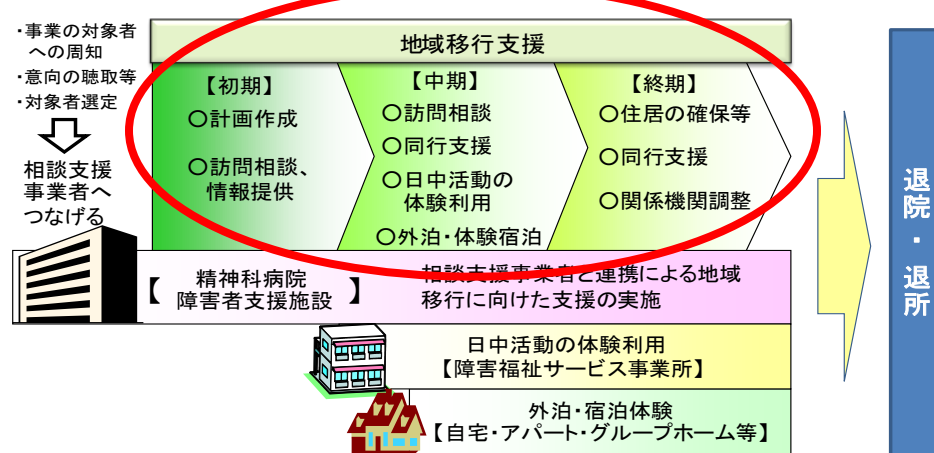 ・事業の対象者
への周知
・意向の聴取等
・対象者選定
相談支援
事業者へ
つなげる
地域移行支援
【初期】
〇計画作成
〇訪問相談、
情報提供
【中期】
〇訪問相談
〇同行支援
〇日中活動の
体験利用
〇外泊・体験宿泊
【終期】
〇住居の確保等
〇同行支援
〇関係機関調整
【 精神科病院
障害者支援施設 】
相談支援事業者と連携による地域
移行に向けた支援の実施
日中活動の体験利用
【障害福祉サービス事業所】
外泊・宿泊体験
【自宅・アパート・グループホーム等】
退院・退所